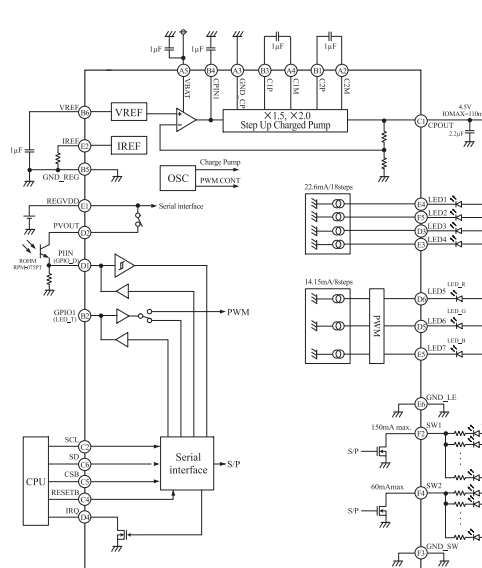 1μF
1μF
1μF
1μF
A5
B4
A3
B3
A4
B1
A2
VBAT
CPIN1
GND_CP
C1P
C1M
C2P
C2M
VREF
B6
VREF
×1.5, ×2.0
Step Up Charged Pump
C1
CPOUT
4.5V
IOMAX=110m
2.2μF
IREF
E2
IREF
1μF
GND_REG
B5
OSC
Charge Pump
PWM CONT
REGVDD
E1
Serial interface
22.6mA/18steps
E4
LED1
F5
LED2
D3
LED3
E3
LED4
PVOUT
D2
PIIN
(GPIO_D)
D1
ROHM
RPM-075PT
14.15mA/8steps
PWM
LED_R
D6
LED5
LED_G
D5
LED6
LED_B
E5
LED7
GPIO1
(LED_T)
B2
PWM
E6
GND_LE
150mA max.
F2
SW1
S/P
CPU
SCL
C2
SD
C6
CSB
C5
RESETB
C4
IRQ
D4
Serial
interface
S/P
60mAmax
F4
SW2
S/P
F3
GND_SW